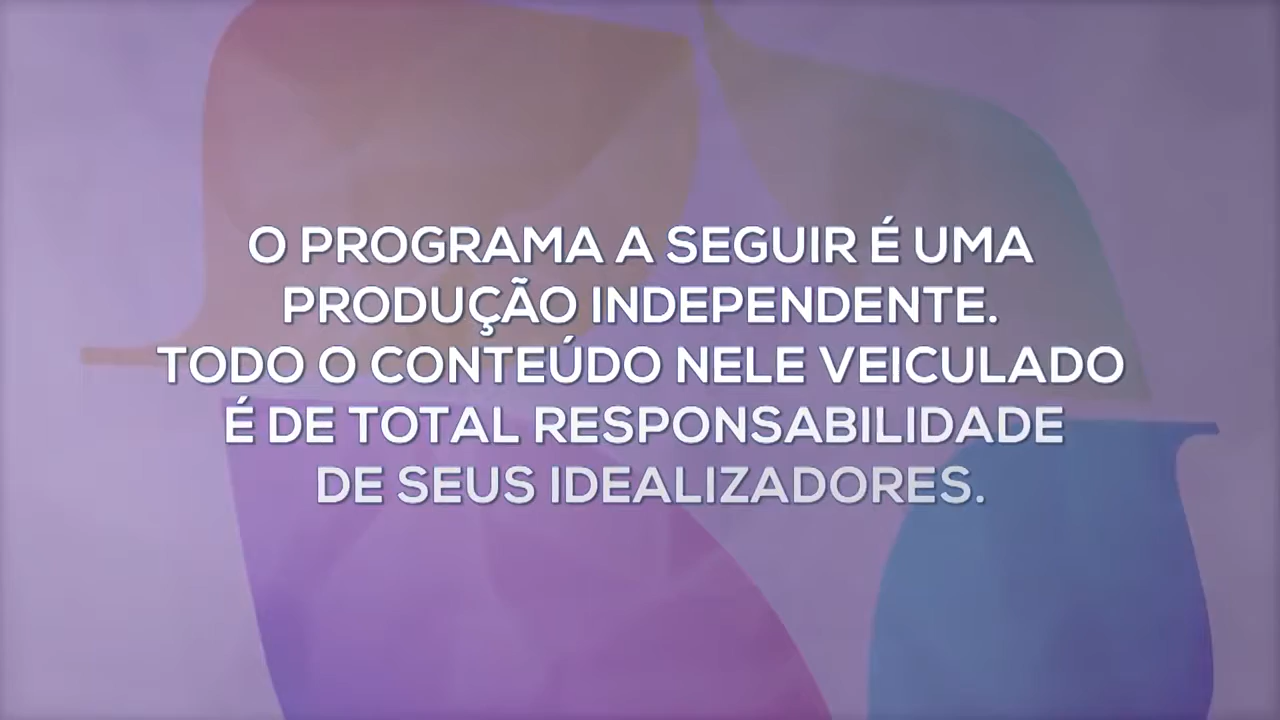 O PROGRAMA A SEGUIR É UMA
PRODUÇÃO INDEPENDENTE.
TODO O CONTEÚDO NELE VEICULADO
É DE TOTAL RESPONSABILIDADE
DE SEUS IDEALIZADORES.